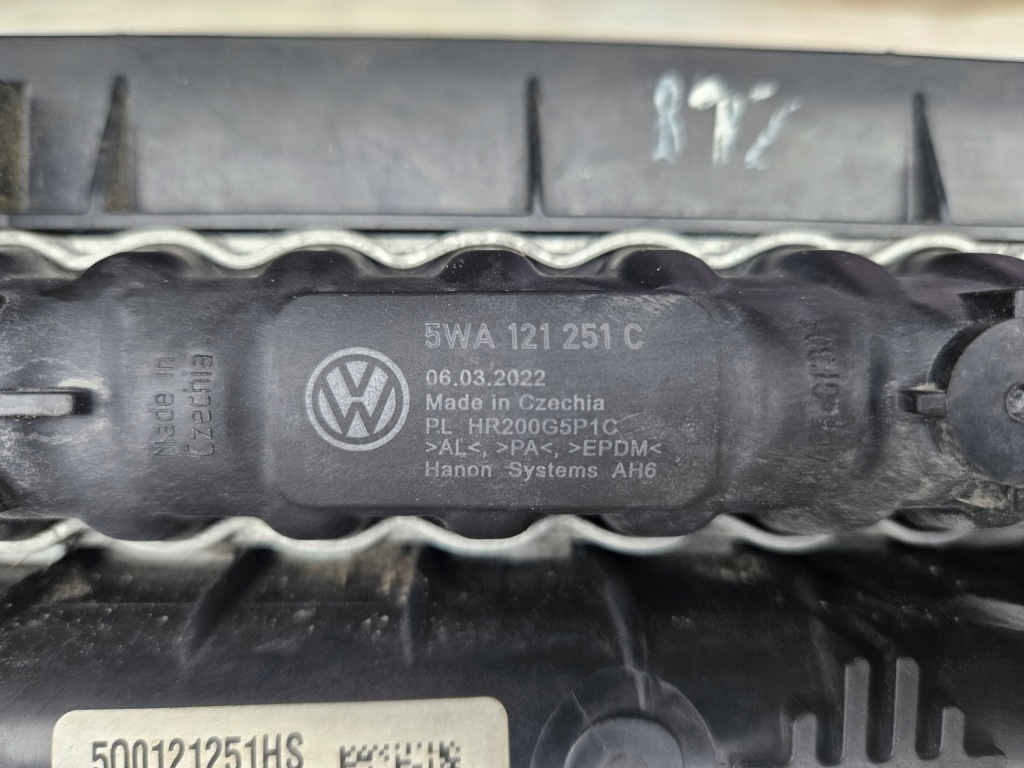 5WA 121 251 C
06.03.2022
Made in Czechia
PL HR200G5P1C
>AL<, >PA<, >EPDM<
Hanon Systems AH6
Made in
Czechia
5Q0121251HS